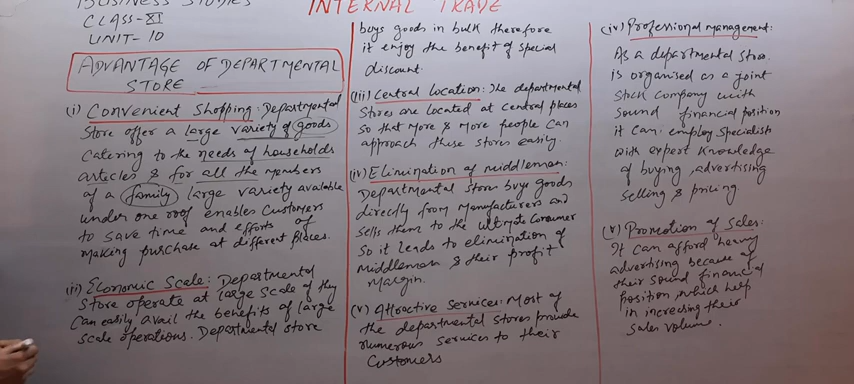 BUSINESS STUDIES
CLASS-XI
UNIT-10
INTERNAL TRADE
ADVANTAGE OF DEPARTMENTAL
STORE
(i) Convenient Shopping: Departmental
Store offer a large variety of goods
catering to the needs of households
articles & for all the members
of a family large variety available
under one roof enables customers
to save time and efforts of
making purchase at different places.
(ii) Economic Scale: Departmental
Store operate at large scale of they
can easily avail the benefits of large
scale operations. Departmental store
buys goods in bulk therefore
it enjoy the benefit of special
discount.
(iii) Central location: The departmental
Stores are located at central places
so that more & more people can
approach these stores easily.
(iv) Elimination of middleman:
Departmental store buys goods
directly from manufacturers and
sells them to the ultimate consumer
so it leads to elimination of
middleman & their profit
margin.
(v) Attractive services: Most of
the departmental stores provide
numerous services to their
customers
(iv) Professional management:
As a departmental store
is organised as a joint
stock company with
sound financial position
it can employ specialists
with expert knowledge
of buying, advertising
selling & pricing
(v) Promotion of sales:
It can afford heavy
advertising because of
their sound financial
position which help
in increasing their
sales volume.